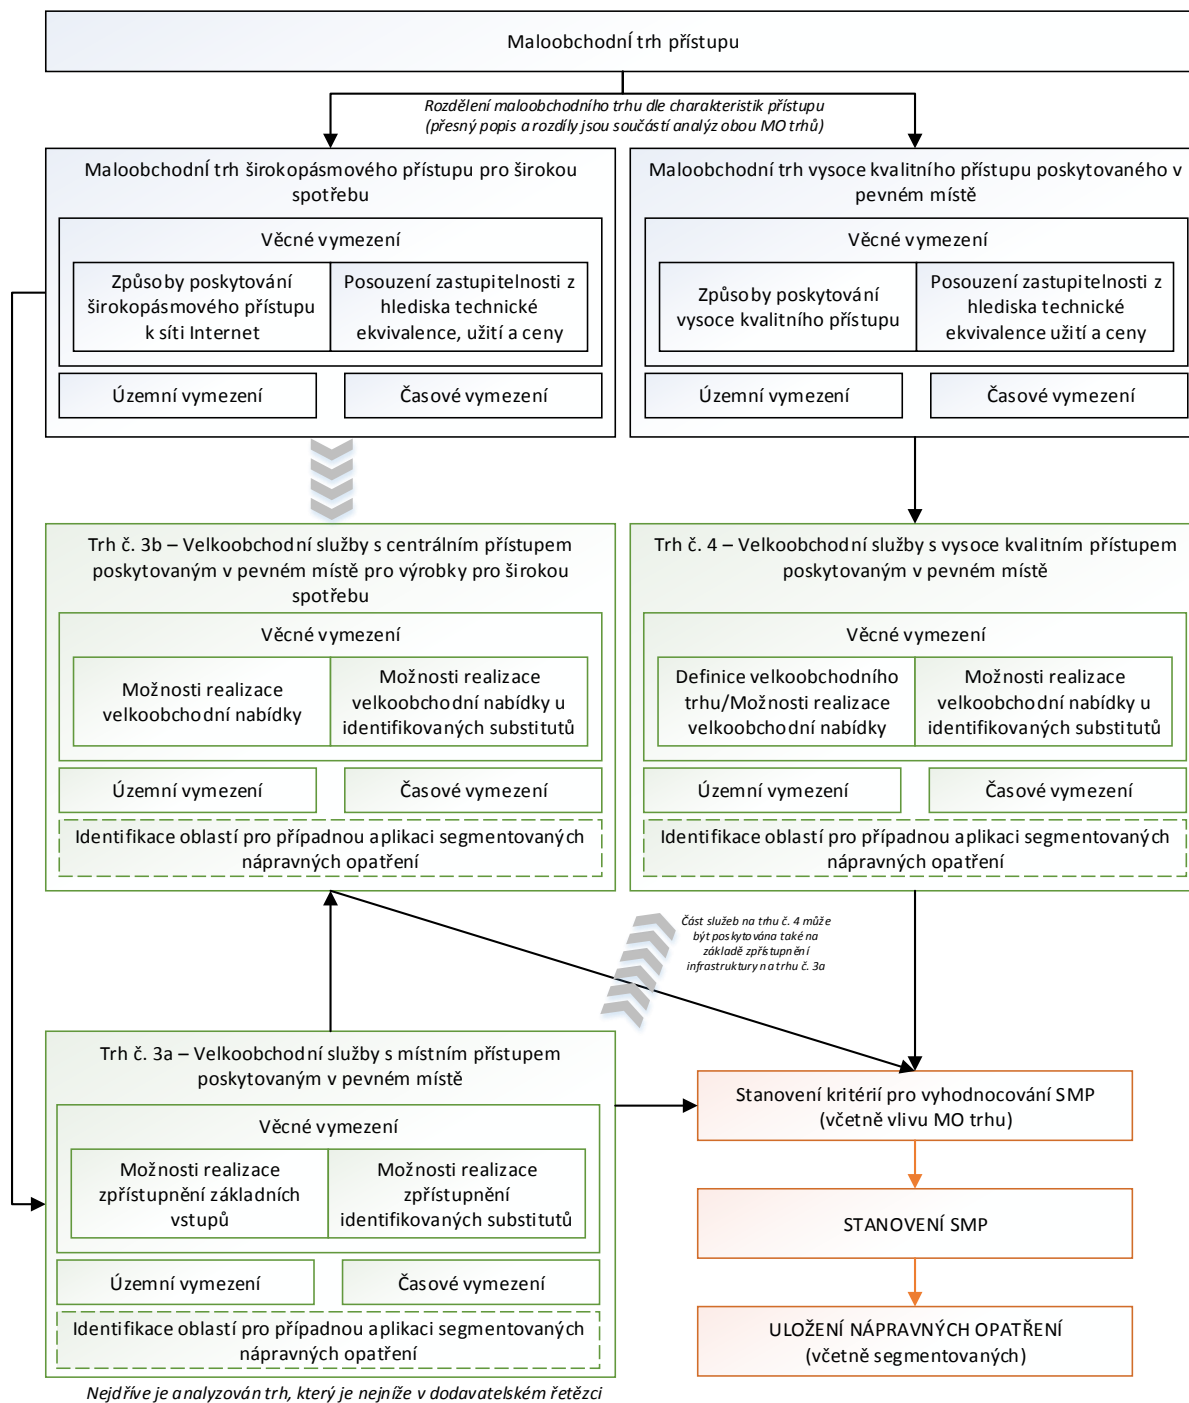 Maloobchodní trh přístupu
Rozdělení maloobchodního trhu dle charakteristik přístupu
(přesný popis a rozdíly jsou součástí analýz obou MO trhů)
Maloobchodní trh širokopásmového přístupu pro širokou
spotřebu
Věcné vymezení
Způsoby poskytování
širokopásmového přístupu
k síti Internet
Posouzení zastupitelnosti z
hlediska technické
ekvivalence, užití a ceny
Územní vymezení
Časové vymezení
Maloobchodní trh vysoce kvalitního přístupu poskytovaného v
pevném místě
Věcné vymezení
Způsoby poskytování
vysoce kvalitního přístupu
Posouzení zastupitelnosti z
hlediska technické
ekvivalence užití a ceny
Územní vymezení
Časové vymezení
Trh č. 3b – Velkoobchodní služby s centrálním přístupem
poskytovaným v pevném místě pro výrobky pro širokou
spotřebu
Věcné vymezení
Možnosti realizace
velkoobchodní nabídky
Možnosti realizace
velkoobchodní nabídky u
identifikovaných substitutů
Územní vymezení
Časové vymezení
Identifikace oblastí pro případnou aplikaci segmentovaných
nápravných opatření
Trh č. 4 – Velkoobchodní služby s vysoce kvalitním přístupem
poskytovaným v pevném místě
Věcné vymezení
Definice velkoobchodního
trhu/Možnosti realizace
velkoobchodní nabídky
Možnosti realizace
velkoobchodní nabídky u
identifikovaných substitutů
Územní vymezení
Časové vymezení
Identifikace oblastí pro případnou aplikaci segmentovaných
nápravných opatření
Část služeb na trhu č. 4 může
být poskytována také na
základě zpřístupnění
infrastruktury na trhu č. 3a
Trh č. 3a – Velkoobchodní služby s místním přístupem
poskytovaným v pevném místě
Věcné vymezení
Možnosti realizace
zpřístupnění základních
vstupů
Možnosti realizace
zpřístupnění
identifikovaných substitutů
Územní vymezení
Časové vymezení
Identifikace oblastí pro případnou aplikaci segmentovaných
nápravných opatření
Nejdříve je analyzován trh, který je nejníže v dodavatelském řetězci
Stanovení kritérií pro vyhodnocování SMP
(včetně vlivu MO trhu)
STANOVENÍ SMP
ULOŽENÍ NÁPRAVNÝCH OPATŘENÍ
(včetně segmentovaných)